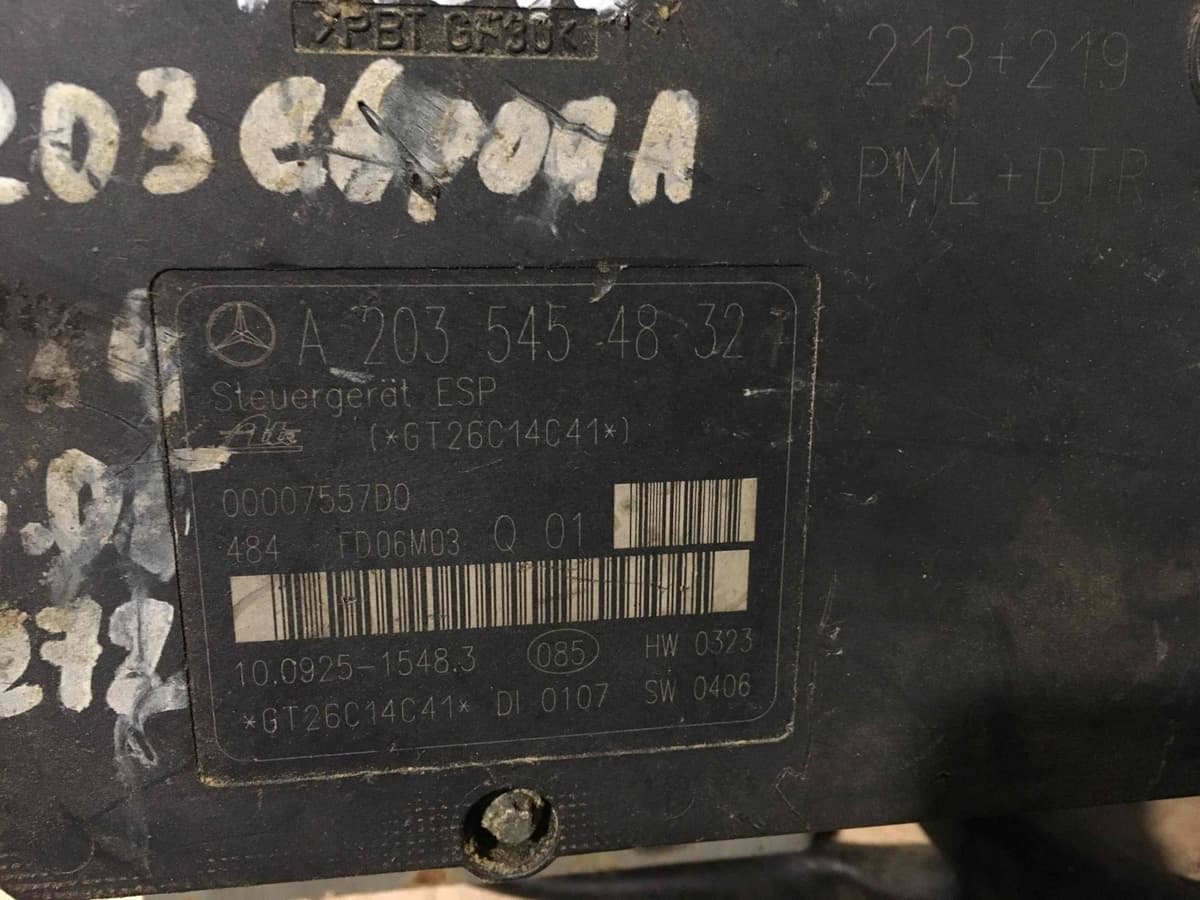 >PBT GF30<
213+219
PML+DTR
A 203 545 48 32
Steuergerät ESP
(*GT26C14C41*)
00007557D0
484 FD06M03 Q 01
10.0925-1548.3 085 HW 0323
*GT26C14C41* DI 0107 SW 0406